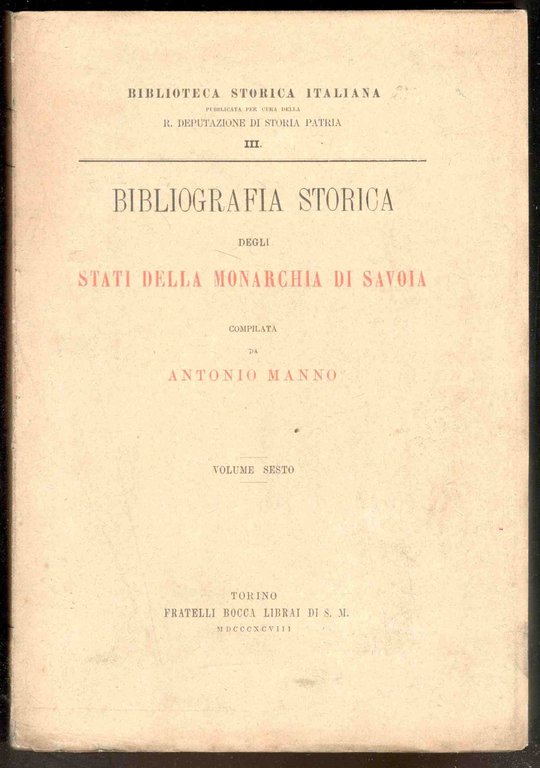 BIBLIOTECA STORICA ITALIANA
PUBBLICATA PER CURA DELLA
R. DEPUTAZIONE DI STORIA PATRIA
III.
BIBLIOGRAFIA STORICA
DEGLI
STATI DELLA MONARCHIA DI SAVOIA
COMPILATA
DA
ANTONIO MANNO
VOLUME SESTO
TORINO
FRATELLI BOCCA LIBRAI DI S. M.
MDCCCXCVIII